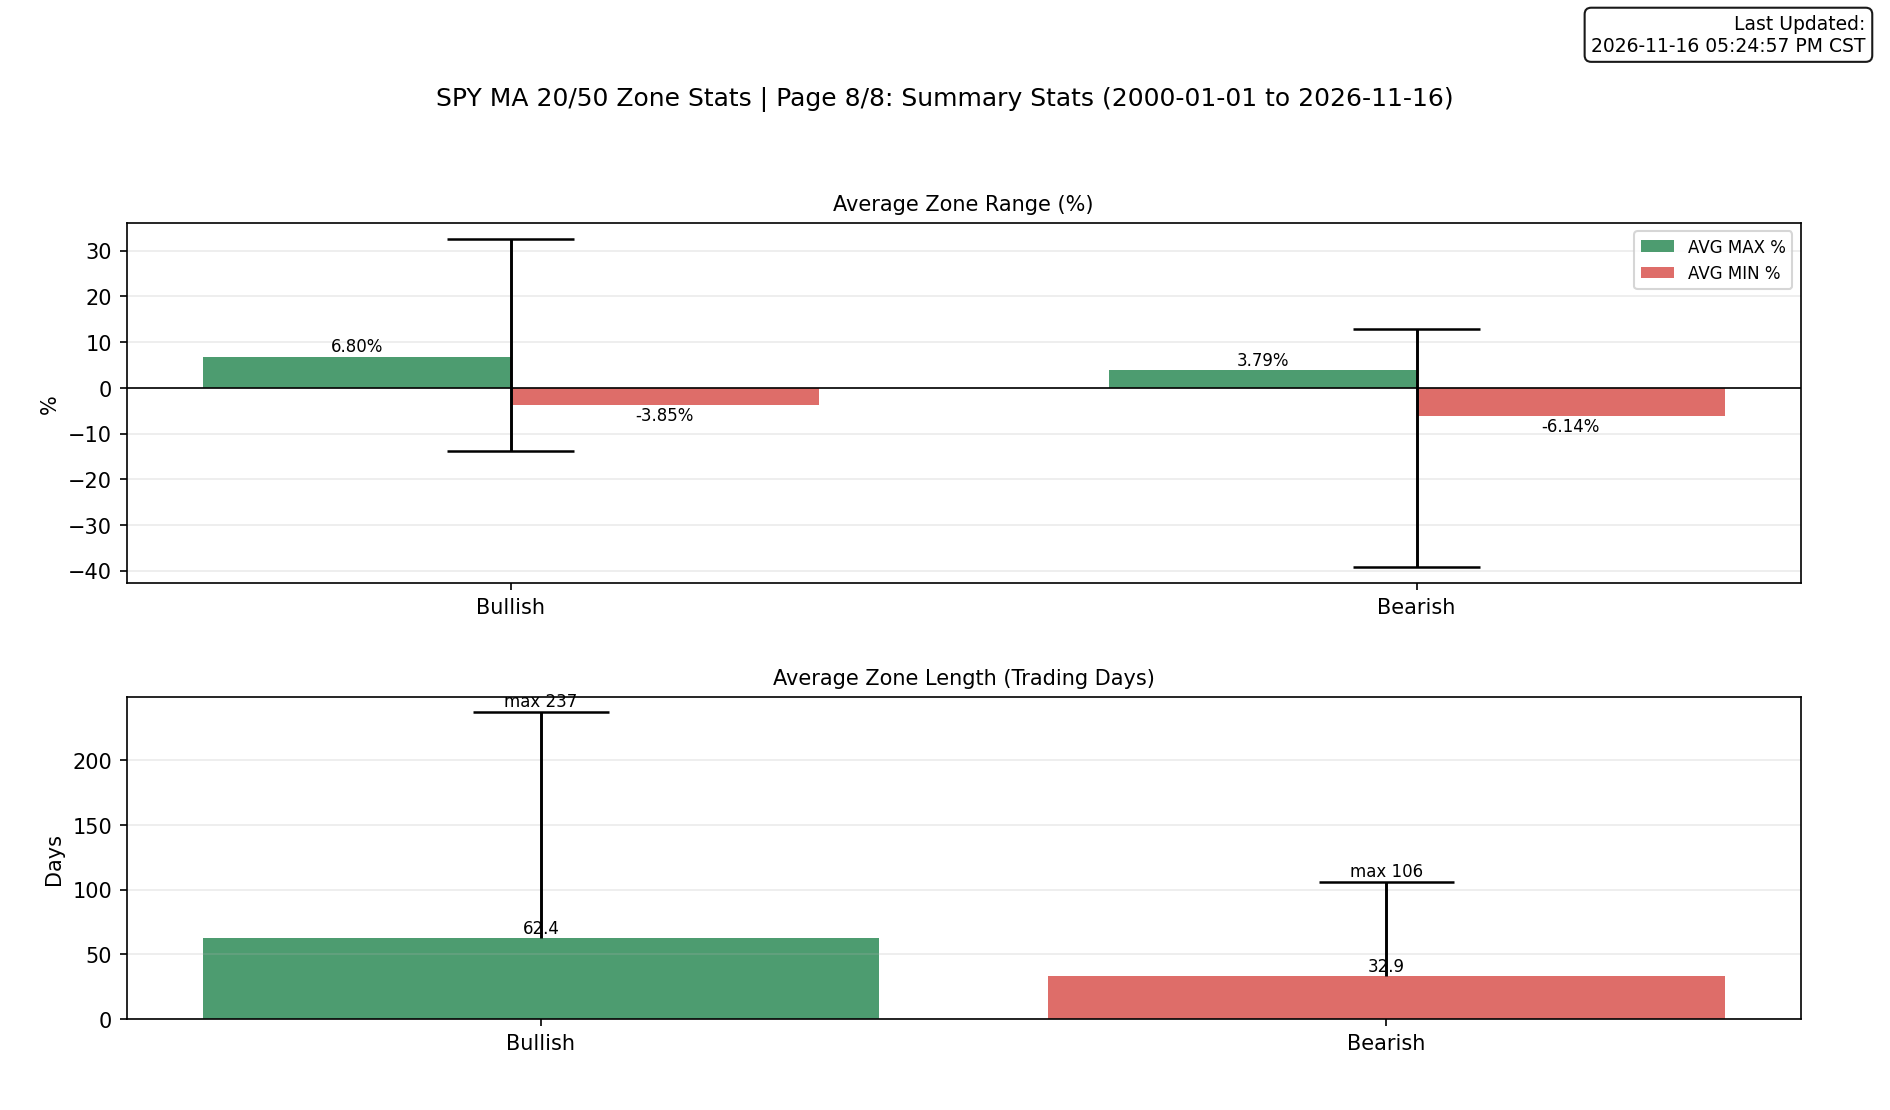 Last Updated:
2026-11-16 05:24:57 PM CST
SPY MA 20/50 Zone Stats | Page 8/8: Summary Stats (2000-01-01 to 2026-11-16)
Average Zone Range (%)
AVG MAX %
AVG MIN %
30
20
10
0
−10
−20
−30
−40
%
6.80%
-3.85%
3.79%
-6.14%
Bullish
Bearish
Average Zone Length (Trading Days)
max 237
200
150
100
50
0
Days
62.4
max 106
32.9
Bullish
Bearish